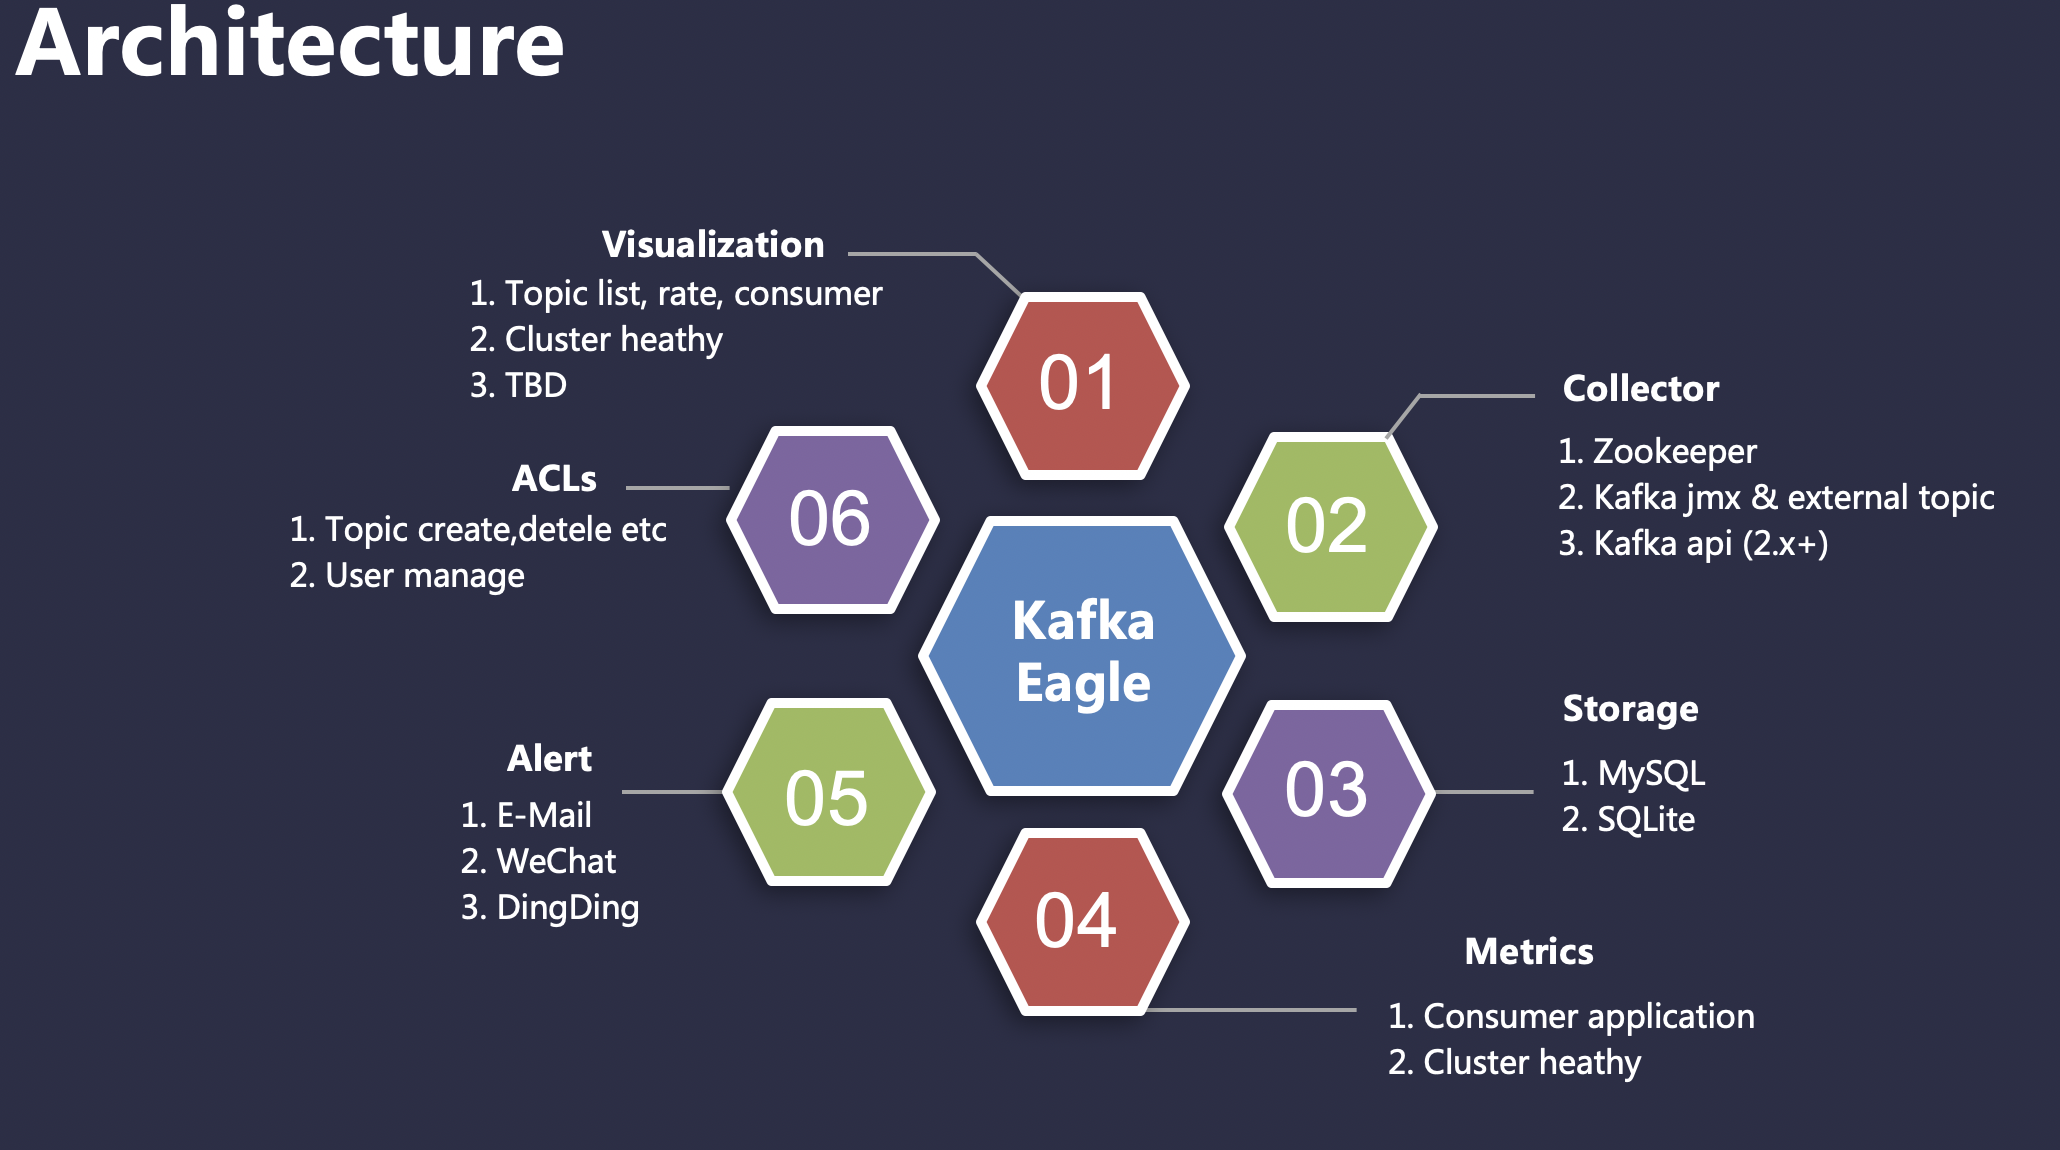 Architecture
Visualization
1. Topic list, rate, consumer
2. Cluster heathy
3. TBD
01
Collector
1. Zookeeper
2. Kafka jmx & external topic
3. Kafka api (2.x+)
02
Storage
1. MySQL
2. SQLite
03
Metrics
1. Consumer application
2. Cluster heathy
04
Alert
1. E-Mail
2. WeChat
3. DingDing
05
ACLs
1. Topic create,detele etc
2. User manage
06
Kafka
Eagle